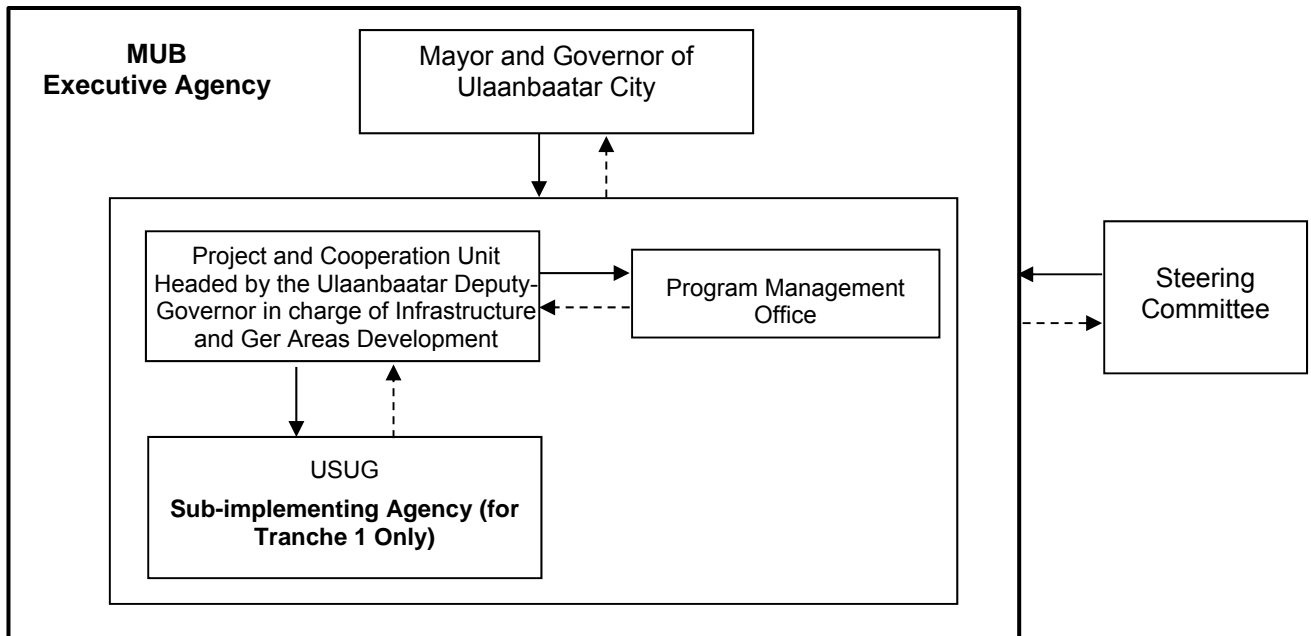 MUB
Executive Agency
Mayor and Governor of
Ulaanbaatar City
Project and Cooperation Unit
Headed by the Ulaanbaatar Deputy-
Governor in charge of Infrastructure
and Ger Areas Development
Program Management
Office
Steering
Committee
USUG
Sub-implementing Agency (for
Tranche 1 Only)